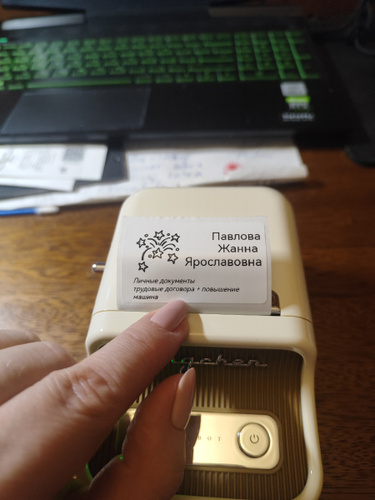 Павлова
Жанна
Ярославовна
Личные документы
трудовые договора + повышение
машина